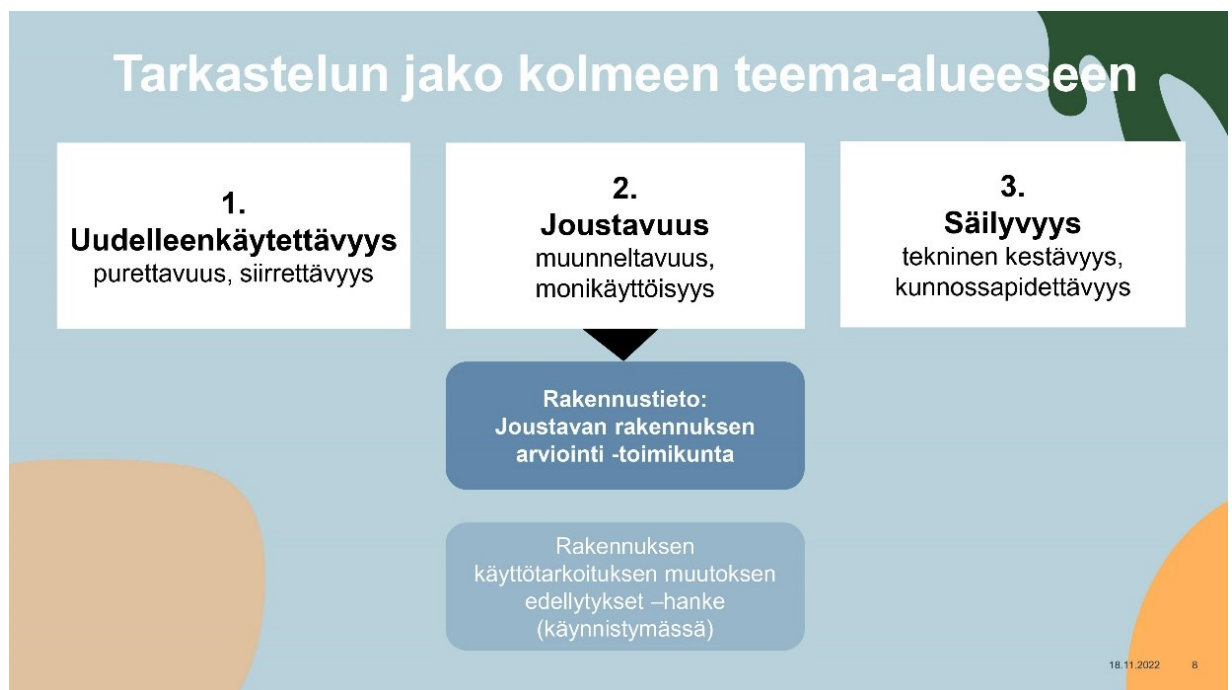 Tarkastelun jako kolmeen teema-alueeseen
1.
Uudelleenkäytettävyys
purettavuus, siirrettävyys
2.
Joustavuus
muunneltavuus,
monikäyttöisyys
3.
Säilyvyys
tekninen kestävyys,
kunnossapidettävyys
Rakennustieto:
Joustavan rakennuksen
arviointi -toimikunta
Rakennuksen
käyttötarkoituksen muutoksen
edellytykset –hanke
(käynnistymässä)
18.11.2022 8